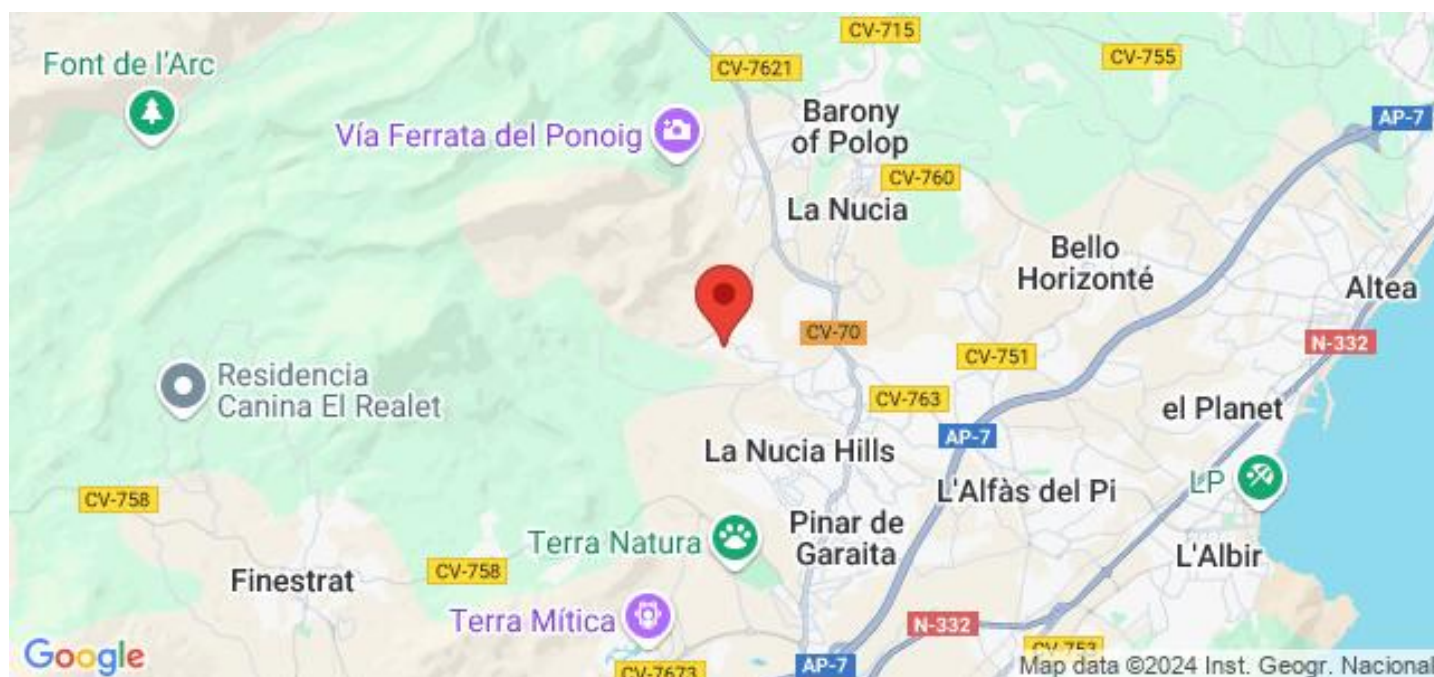 CV-715
CV-755
Font de l'Arc
CV-7621
Barony
of Polop
AP-7
Vía Ferrata del Ponoig
CV-760
La Nucia
Bello
Horizonté
Altea
CV-70
N-332
CV-751
Residencia
Canina El Realet
CV-763
el Planet
AP-7
La Nucia Hills
CV-758
L'Alfàs del Pi
LP
Pinar de
Garaita
Terra Natura
L'Albir
CV-758
Finestrat
Terra Mítica
N-332
CV-753
Google
CV-7673
AP-7
Map data ©2024 Inst. Geogr. Nacional